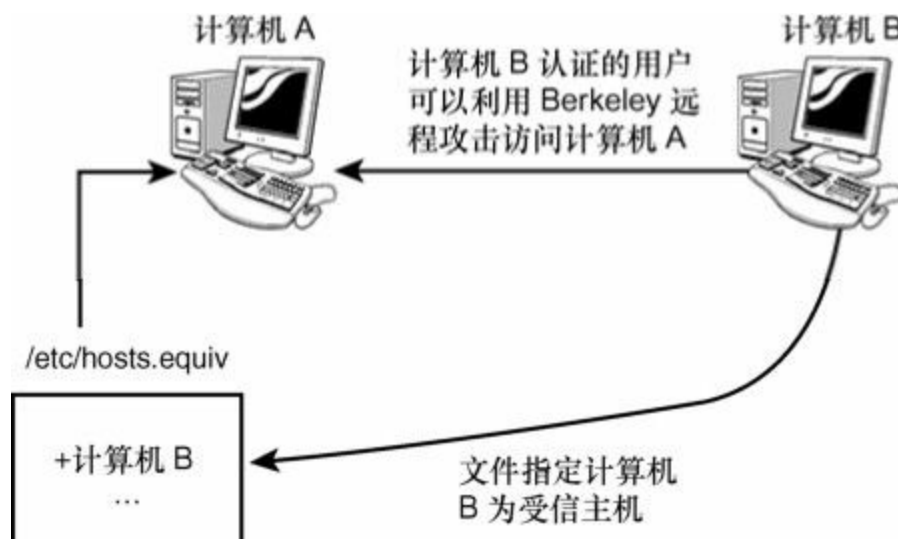 计算机 A
计算机 B
计算机 B 认证的用户
可以利用 Berkeley 远
程攻击访问计算机 A
/etc/hosts.equiv
+计算机 B
…
文件指定计算机
B 为受信主机